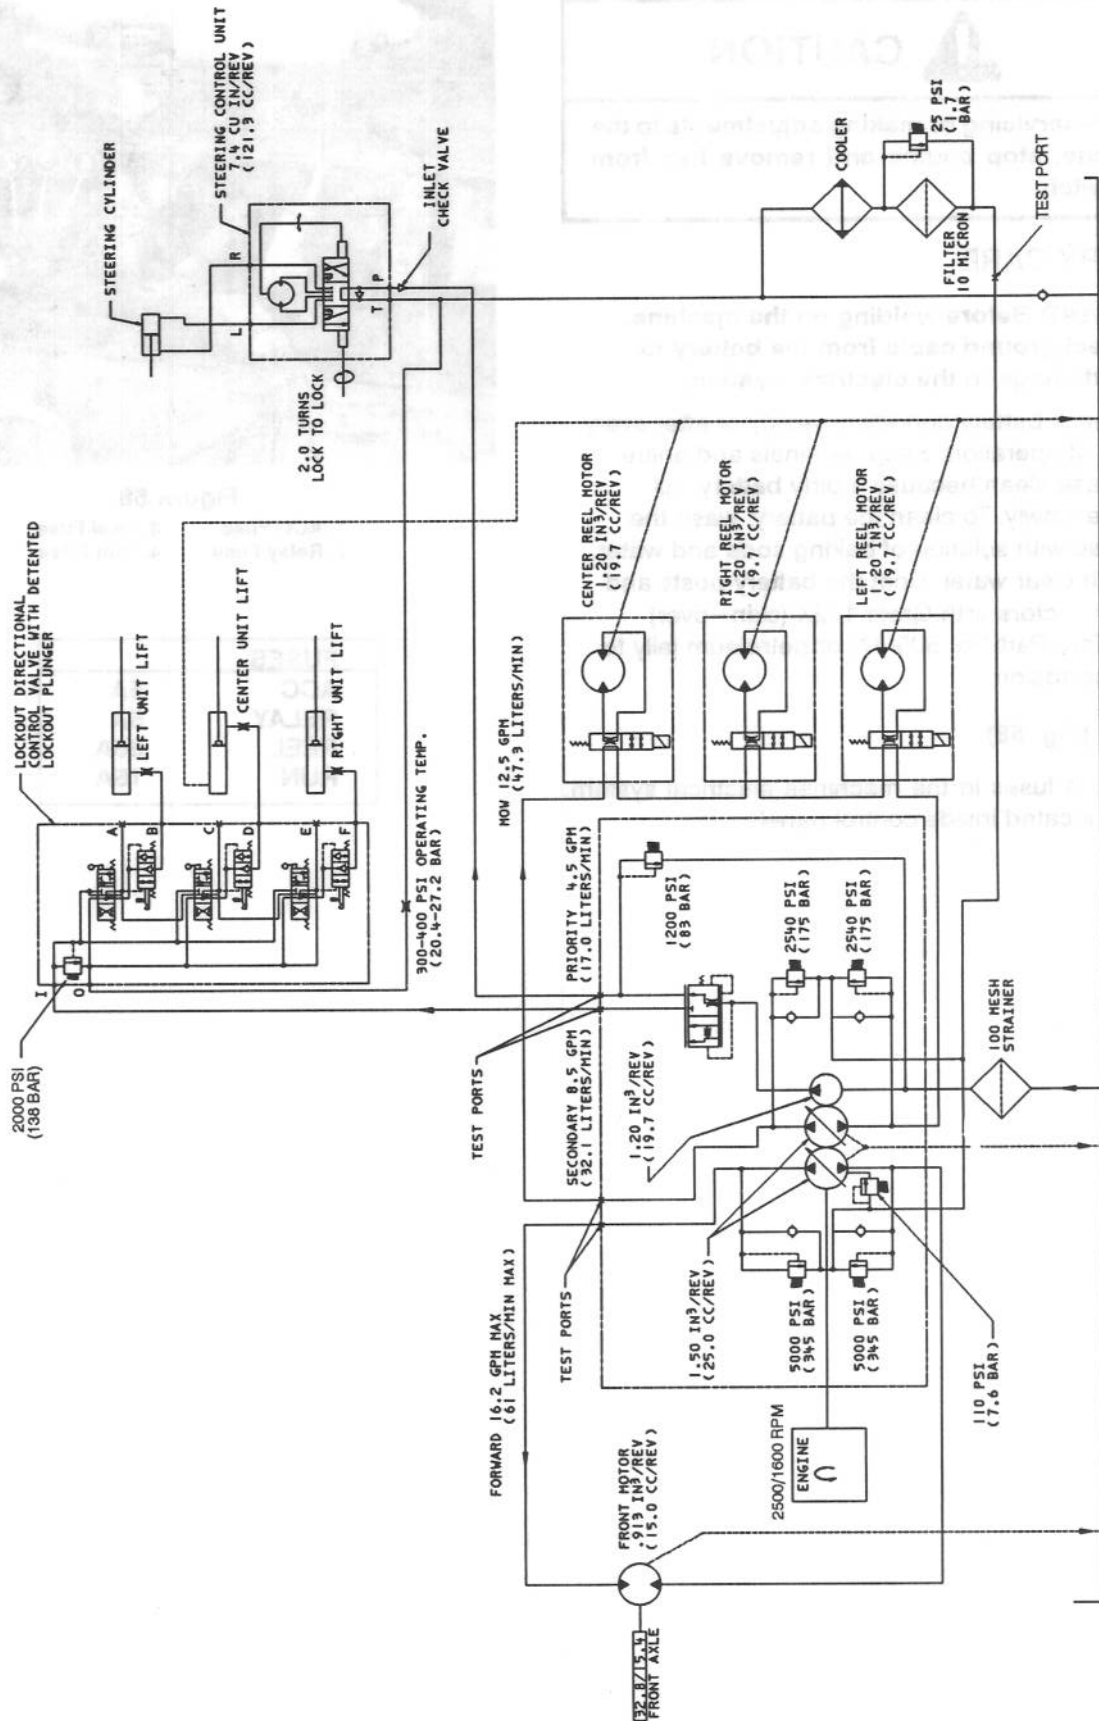 STEERING CYLINDER
STEERING CONTROL UNIT
7.4 CU IN/REV
(121.3 CC/REV)
L
R
T
P
2.0 TURNS
LOCK TO LOCK
INLET
CHECK VALVE
CAUTION
COOLER
25 PSI
(1.7
BAR)
FILTER
10 MICRON
TEST PORT
LOCKOUT DIRECTIONAL
CONTROL VALVE WITH DETENTED
LOCKOUT PLUNGER
LEFT UNIT LIFT
CENTER UNIT LIFT
RIGHT UNIT LIFT
I
O
A
B
C
D
E
F
2000 PSI
(138 BAR)
300-400 PSI OPERATING TEMP.
(20.4-27.2 BAR)
MOW 12.5 GPM
(47.3 LITERS/MIN)
CENTER REEL MOTOR
1.20 IN³/REV
(19.7 CC/REV)
RIGHT REEL MOTOR
1.20 IN³/REV
(19.7 CC/REV)
LEFT REEL MOTOR
1.20 IN³/REV
(19.7 CC/REV)
TEST PORTS
SECONDARY 8.5 GPM
(32.1 LITERS/MIN)
PRIORITY 4.5 GPM
(17.0 LITERS/MIN)
1200 PSI
(83 BAR)
1.20 IN³/REV
(19.7 CC/REV)
2540 PSI
(175 BAR)
2540 PSI
(175 BAR)
100 MESH
STRAINER
FORWARD 16.2 GPM MAX
(61 LITERS/MIN MAX)
TEST PORTS
1.50 IN³/REV
(25.0 CC/REV)
5000 PSI
(345 BAR)
5000 PSI
(345 BAR)
110 PSI
(7.6 BAR)
2500/1600 RPM
ENGINE
FRONT MOTOR
.913 IN³/REV
(15.0 CC/REV)
32.8/15.4
FRONT AXLE